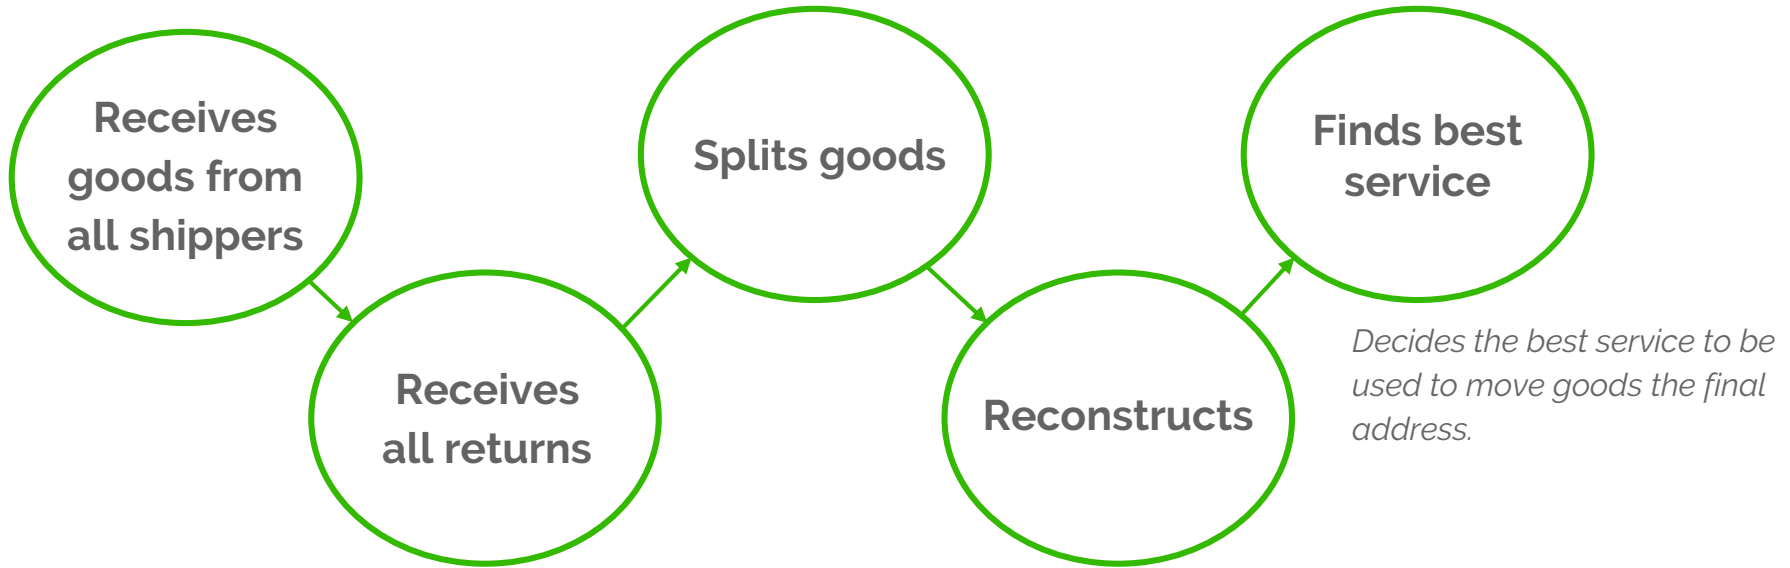 Receives
goods from
all shippers
Receives
all returns
Splits goods
Reconstructs
Finds best
service
Decides the best service to be
used to move goods the final
address.